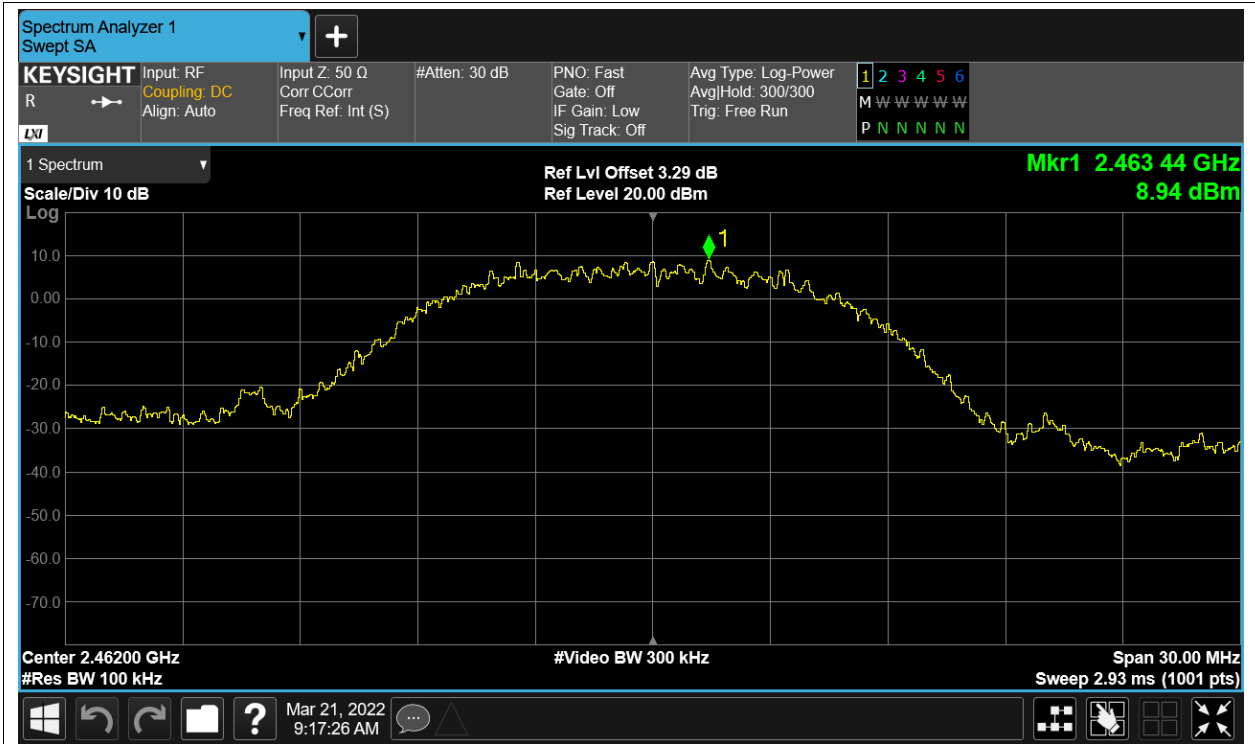 Spectrum Analyzer 1
Swept SA
KEYSIGHT
R
LXI
Input: RF
Coupling: DC
Align: Auto
Input Z: 50 Ω
Corr CCorr
Freq Ref: Int (S)
#Atten: 30 dB
PNO: Fast
Gate: Off
IF Gain: Low
Sig Track: Off
Avg Type: Log-Power
Avg|Hold: 300/300
Trig: Free Run
1 2 3 4 5 6
M W W W W W
P N N N N N
1 Spectrum
Scale/Div 10 dB
Log
Ref Lvl Offset 3.29 dB
Ref Level 20.00 dBm
Mkr1 2.463 44 GHz
8.94 dBm
1
10.0
0.00
-10.0
-20.0
-30.0
-40.0
-50.0
-60.0
-70.0
Center 2.46200 GHz
#Video BW 300 kHz
Span 30.00 MHz
#Res BW 100 kHz
Sweep 2.93 ms (1001 pts)
?
Mar 21, 2022
9:17:26 AM